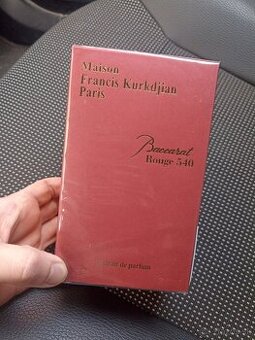 Maison
Francis Kurkdjian
Paris
Baccarat
Rouge 540
extrait de parfum